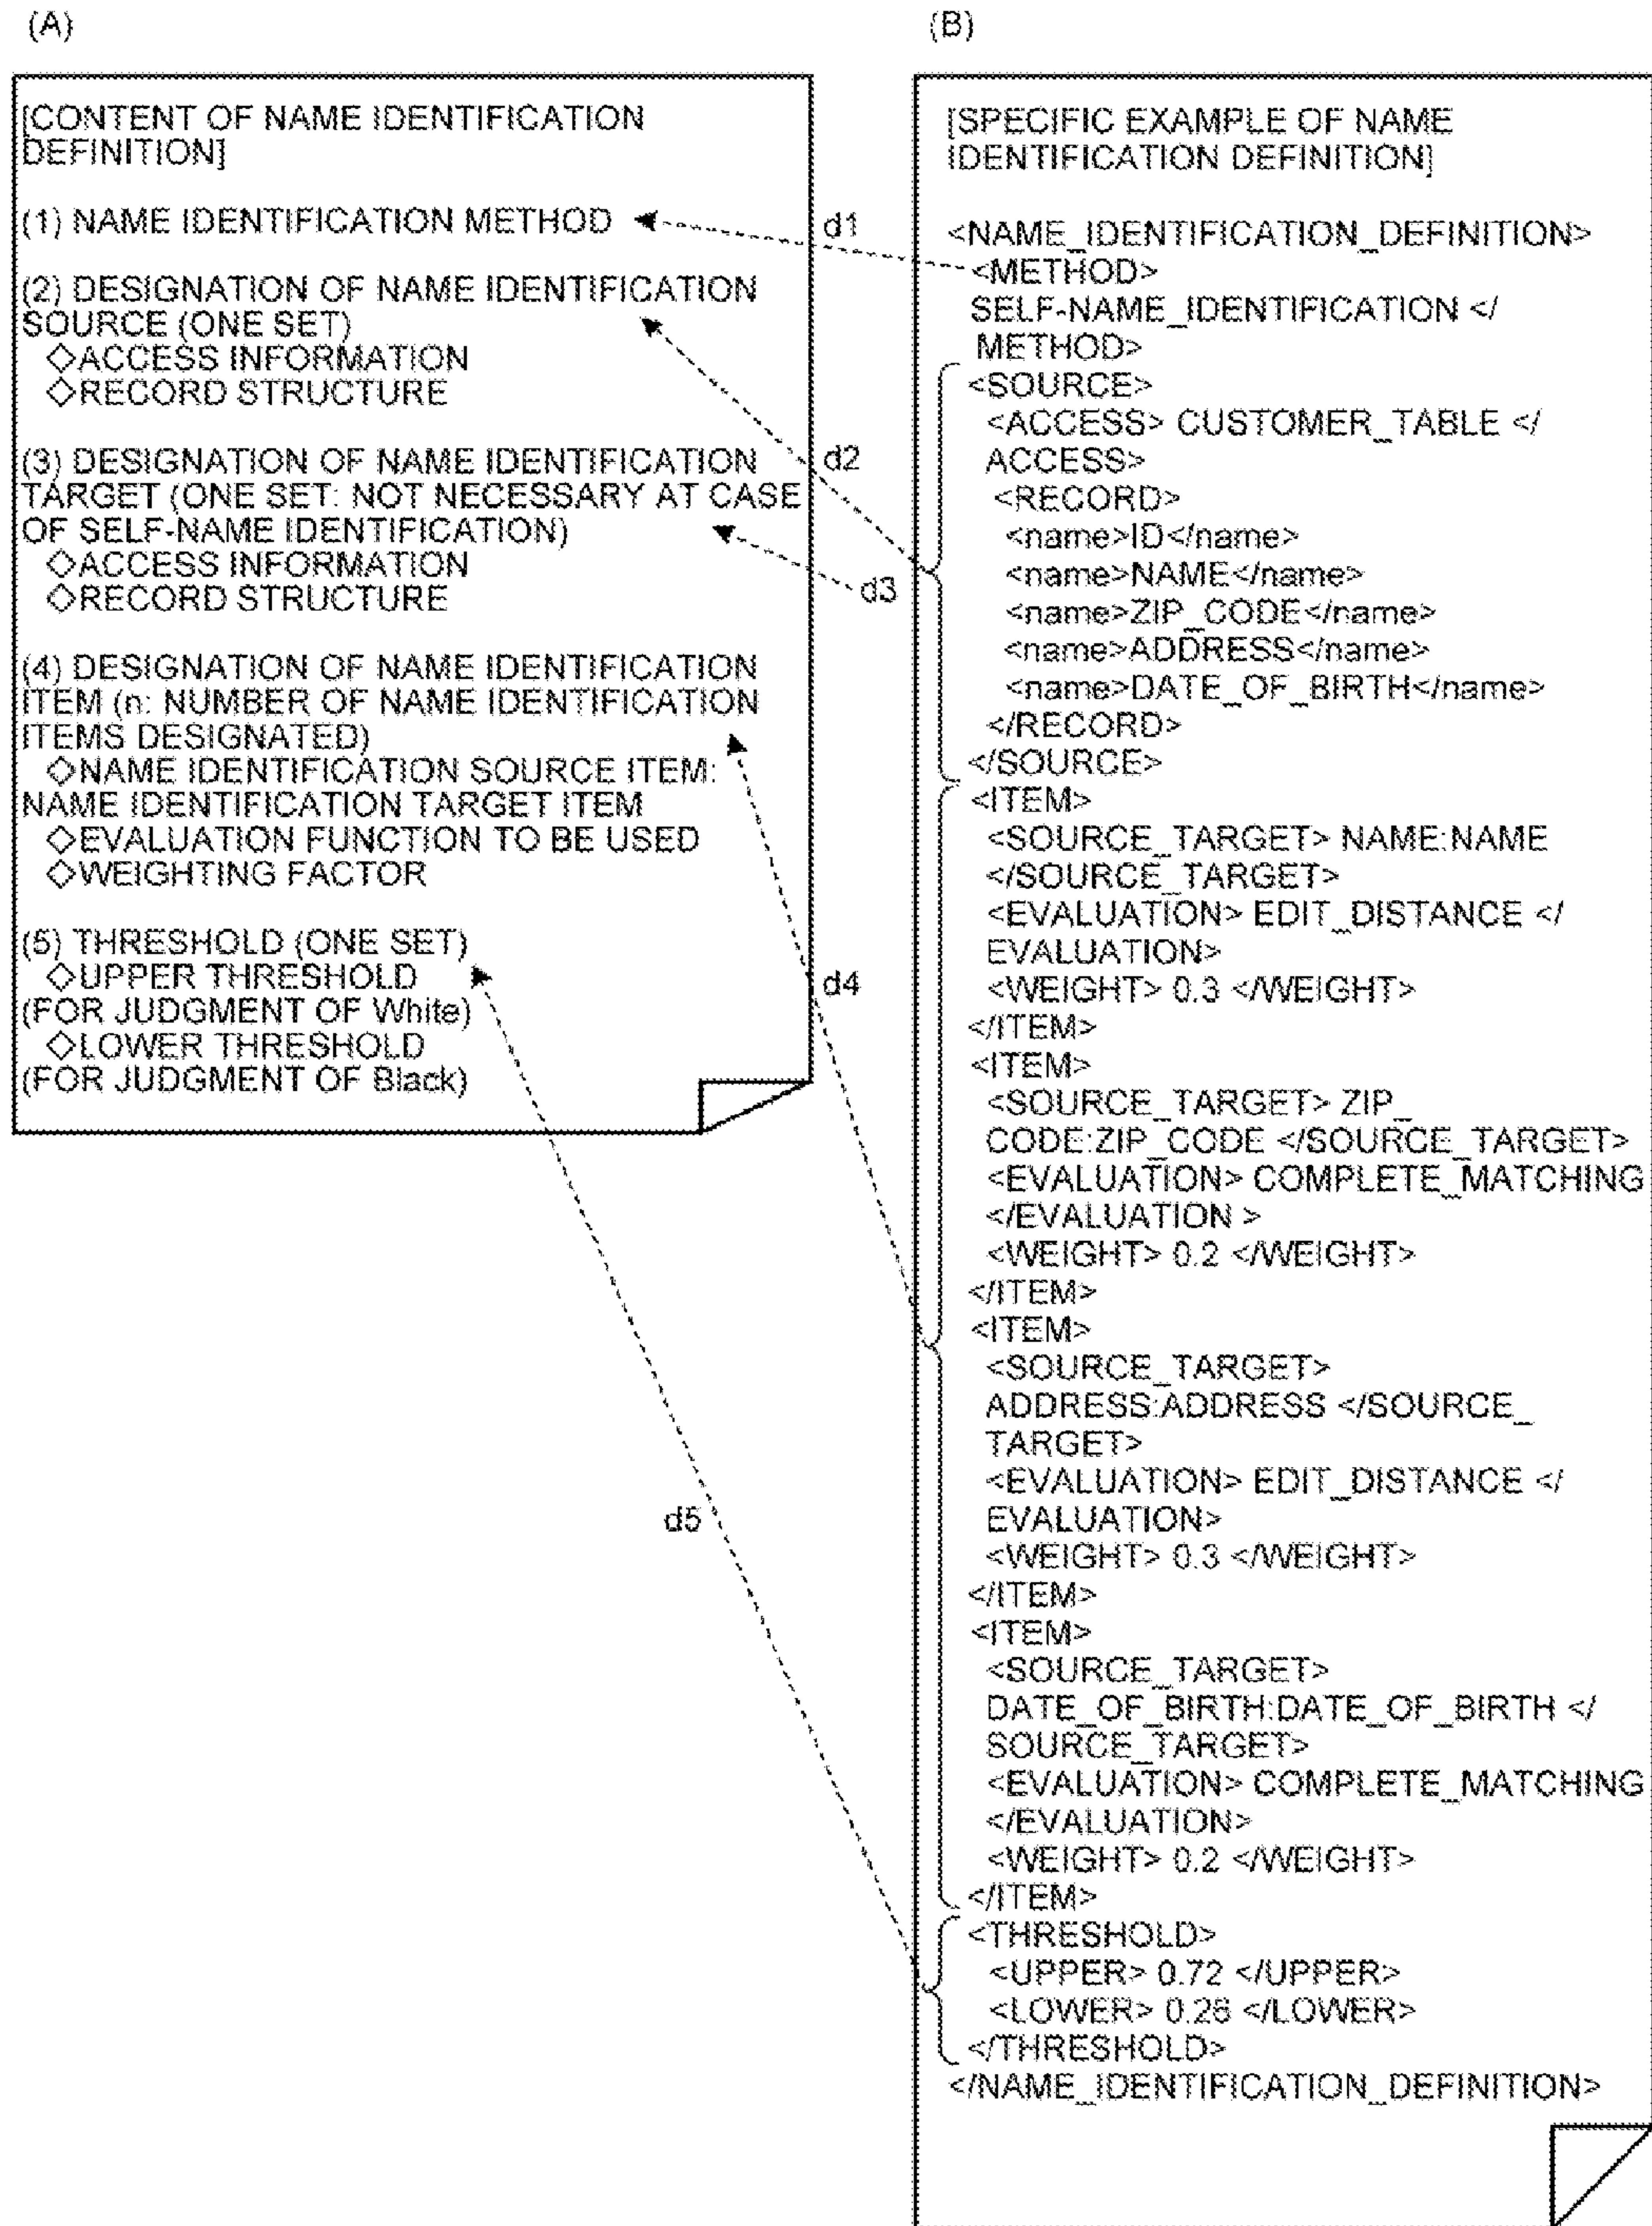 (A)
[CONTENT OF NAME IDENTIFICATION
DEFINITION]
(1) NAME IDENTIFICATION METHOD
(2) DESIGNATION OF NAME IDENTIFICATION
SOURCE (ONE SET)
◇ACCESS INFORMATION
◇RECORD STRUCTURE
(3) DESIGNATION OF NAME IDENTIFICATION
TARGET (ONE SET: NOT NECESSARY AT CASE
OF SELF-NAME IDENTIFICATION)
◇ACCESS INFORMATION
◇RECORD STRUCTURE
(4) DESIGNATION OF NAME IDENTIFICATION
ITEM (n: NUMBER OF NAME IDENTIFICATION
ITEMS DESIGNATED)
◇NAME IDENTIFICATION SOURCE ITEM:
NAME IDENTIFICATION TARGET ITEM
◇EVALUATION FUNCTION TO BE USED
◇WEIGHTING FACTOR
(5) THRESHOLD (ONE SET)
◇UPPER THRESHOLD
(FOR JUDGMENT OF White)
◇LOWER THRESHOLD
(FOR JUDGMENT OF Black)
d1
d2
d3
d4
d5
(B)
[SPECIFIC EXAMPLE OF NAME
IDENTIFICATION DEFINITION]
<NAME_IDENTIFICATION_DEFINITION>
<METHOD>
SELF-NAME_IDENTIFICATION </
METHOD>
<SOURCE>
<ACCESS> CUSTOMER_TABLE </
ACCESS>
<RECORD>
<name>ID</name>
<name>NAME</name>
<name>ZIP_CODE</name>
<name>ADDRESS</name>
<name>DATE_OF_BIRTH</name>
</RECORD>
</SOURCE>
<ITEM>
<SOURCE_TARGET> NAME:NAME
</SOURCE_TARGET>
<EVALUATION> EDIT_DISTANCE </
EVALUATION>
<WEIGHT> 0.3 </WEIGHT>
</ITEM>
<ITEM>
<SOURCE_TARGET> ZIP_
CODE:ZIP_CODE </SOURCE_TARGET>
<EVALUATION> COMPLETE_MATCHING
</EVALUATION >
<WEIGHT> 0.2 </WEIGHT>
</ITEM>
<ITEM>
<SOURCE_TARGET>
ADDRESS:ADDRESS </SOURCE_
TARGET>
<EVALUATION> EDIT_DISTANCE </
EVALUATION>
<WEIGHT> 0.3 </WEIGHT>
</ITEM>
<ITEM>
<SOURCE_TARGET>
DATE_OF_BIRTH:DATE_OF_BIRTH </
SOURCE_TARGET>
<EVALUATION> COMPLETE_MATCHING
</EVALUATION>
<WEIGHT> 0.2 </WEIGHT>
</ITEM>
<THRESHOLD>
<UPPER> 0.72 </UPPER>
<LOWER> </LOWER>
</THRESHOLD>
</NAME_IDENTIFICATION_DEFINITION>